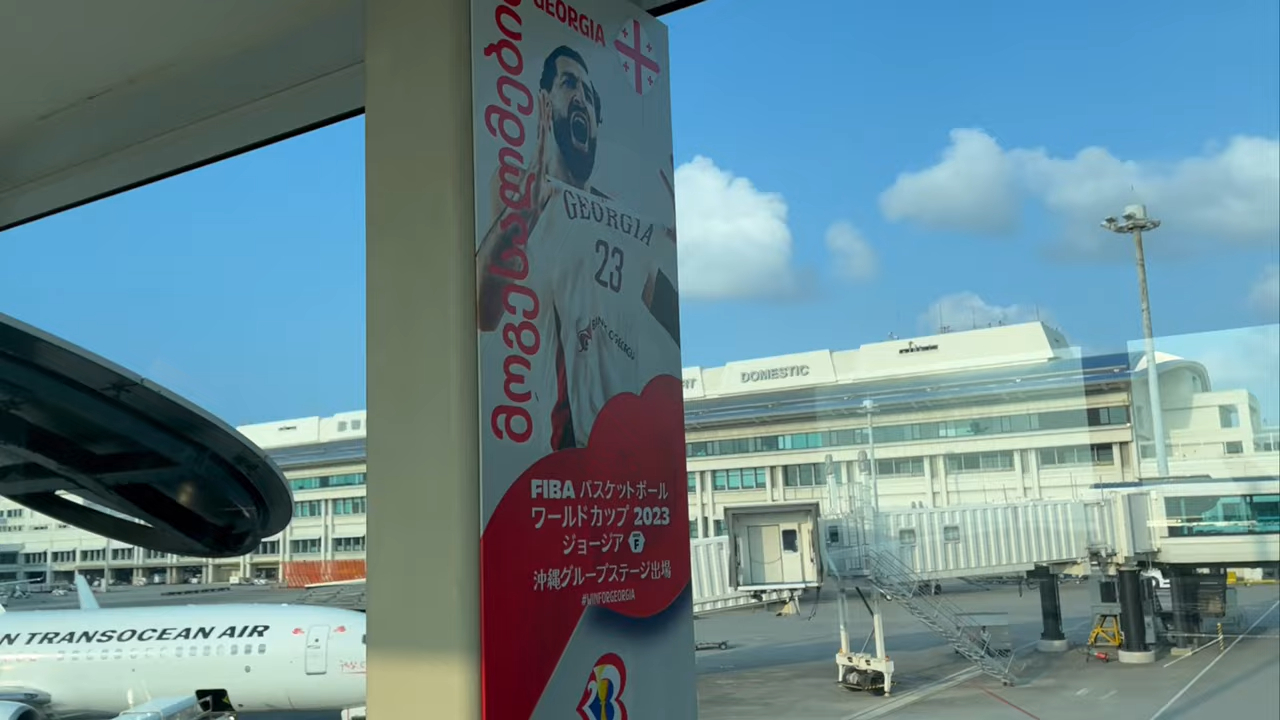 GEORGIA
მოგესალმები
GEORGIA
23
FIBA バスケットボール
ワールドカップ 2023
ジョージア F
沖縄グループステージ出場
#WINFORGEORGIA
DOMESTIC
N TRANSOCEAN AIR